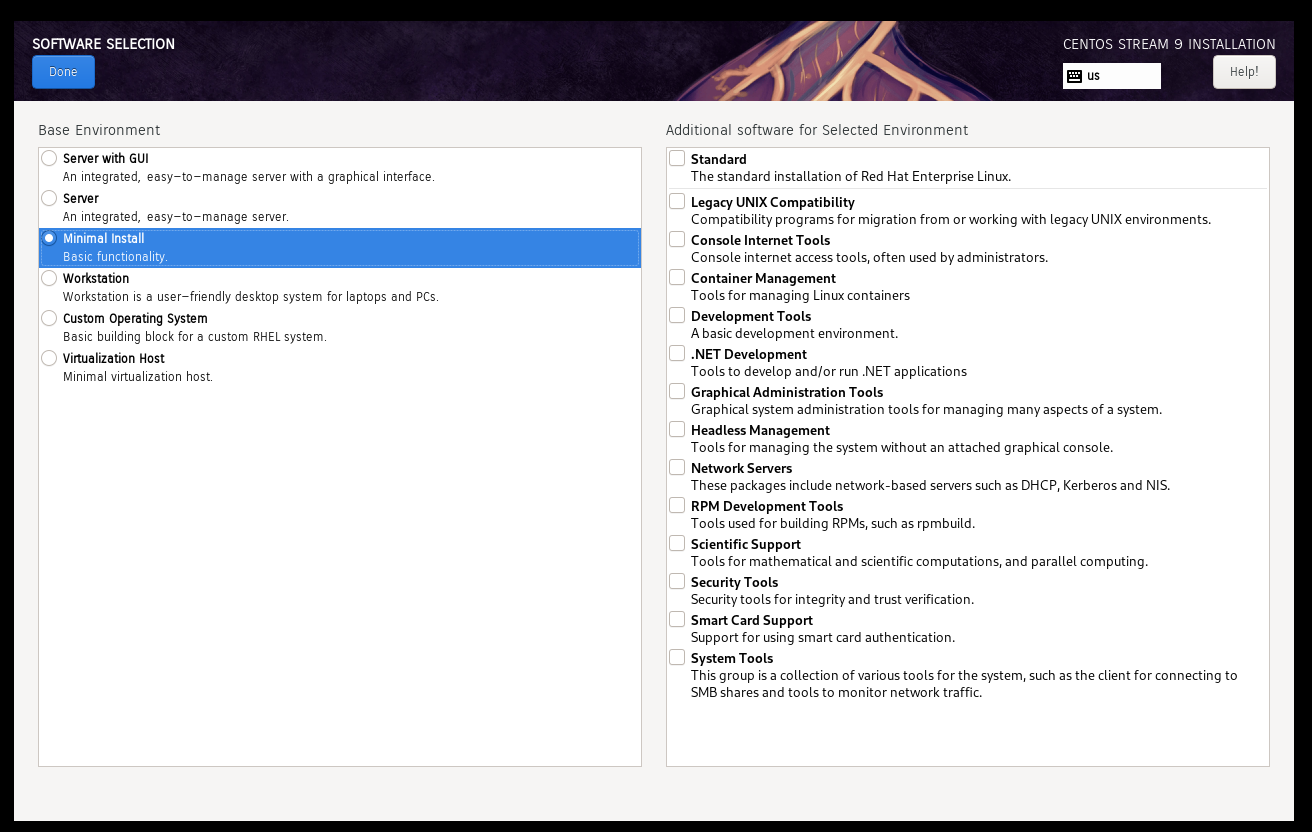 SOFTWARE SELECTION
Done
CENTOS STREAM 9 INSTALLATION
us
Help!
Base Environment
Server with GUI
An integrated, easy-to-manage server with a graphical interface.
Server
An integrated, easy-to-manage server.
Minimal Install
Basic functionality.
Workstation
Workstation is a user-friendly desktop system for laptops and PCs.
Custom Operating System
Basic building block for a custom RHEL system.
Virtualization Host
Minimal virtualization host.
Additional software for Selected Environment
Standard
The standard installation of Red Hat Enterprise Linux.
Legacy UNIX Compatibility
Compatibility programs for migration from or working with legacy UNIX environments.
Console Internet Tools
Console internet access tools, often used by administrators.
Container Management
Tools for managing Linux containers
Development Tools
A basic development environment.
.NET Development
Tools to develop and/or run .NET applications
Graphical Administration Tools
Graphical system administration tools for managing many aspects of a system.
Headless Management
Tools for managing the system without an attached graphical console.
Network Servers
These packages include network-based servers such as DHCP, Kerberos and NIS.
RPM Development Tools
Tools used for building RPMs, such as rpmbuild.
Scientific Support
Tools for mathematical and scientific computations, and parallel computing.
Security Tools
Security tools for integrity and trust verification.
Smart Card Support
Support for using smart card authentication.
System Tools
This group is a collection of various tools for the system, such as the client for connecting to
SMB shares and tools to monitor network traffic.